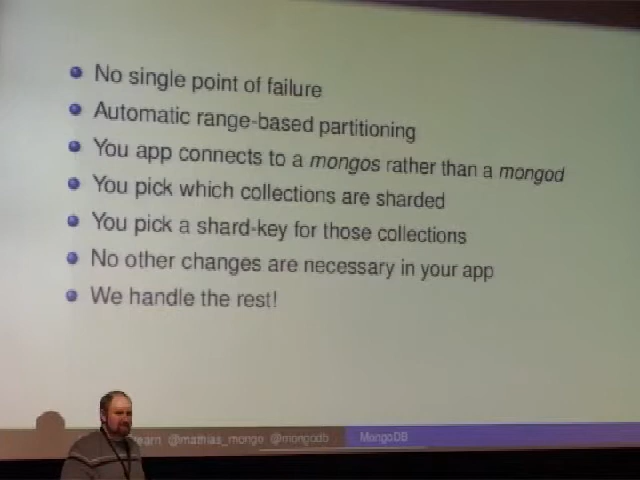 No single point of failure
Automatic range-based partitioning
You app connects to a mongos rather than a mongod
You pick which collections are sharded
You pick a shard-key for those collections
No other changes are necessary in your app
We handle the rest!
@mathias_mongo @mongodb MongoDB